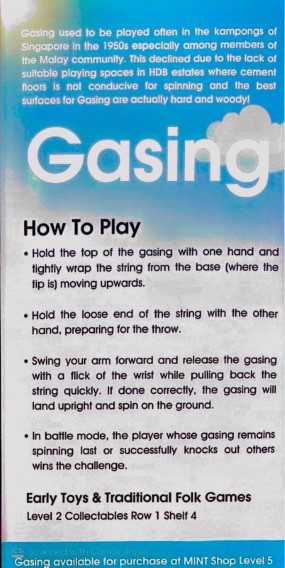 Gasing used to be played often in the kampongs of
Singapore in the 1950s especially among members of
the Malay community. This declined due to the lack of
suitable playing spaces in HDB estates where cement
floors is not conducive for spinning and the best
surfaces for Gasing are actually hard and woody!
Gasing
How To Play
• Hold the top of the gasing with one hand and
tightly wrap the string from the base (where the
tip is) moving upwards.
• Hold the loose end of the string with the other
hand, preparing for the throw.
• Swing your arm forward and release the gasing
with a flick of the wrist while pulling back the
string quickly. If done correctly, the gasing will
land upright and spin on the ground.
• In battle mode, the player whose gasing remains
spinning last or successfully knocks out others
wins the challenge.
Early Toys & Traditional Folk Games
Level 2 Collectables Row 1 Shelf 4
CS Scanned with CamScanner
Gasing available for purchase at MINT Shop Level 5